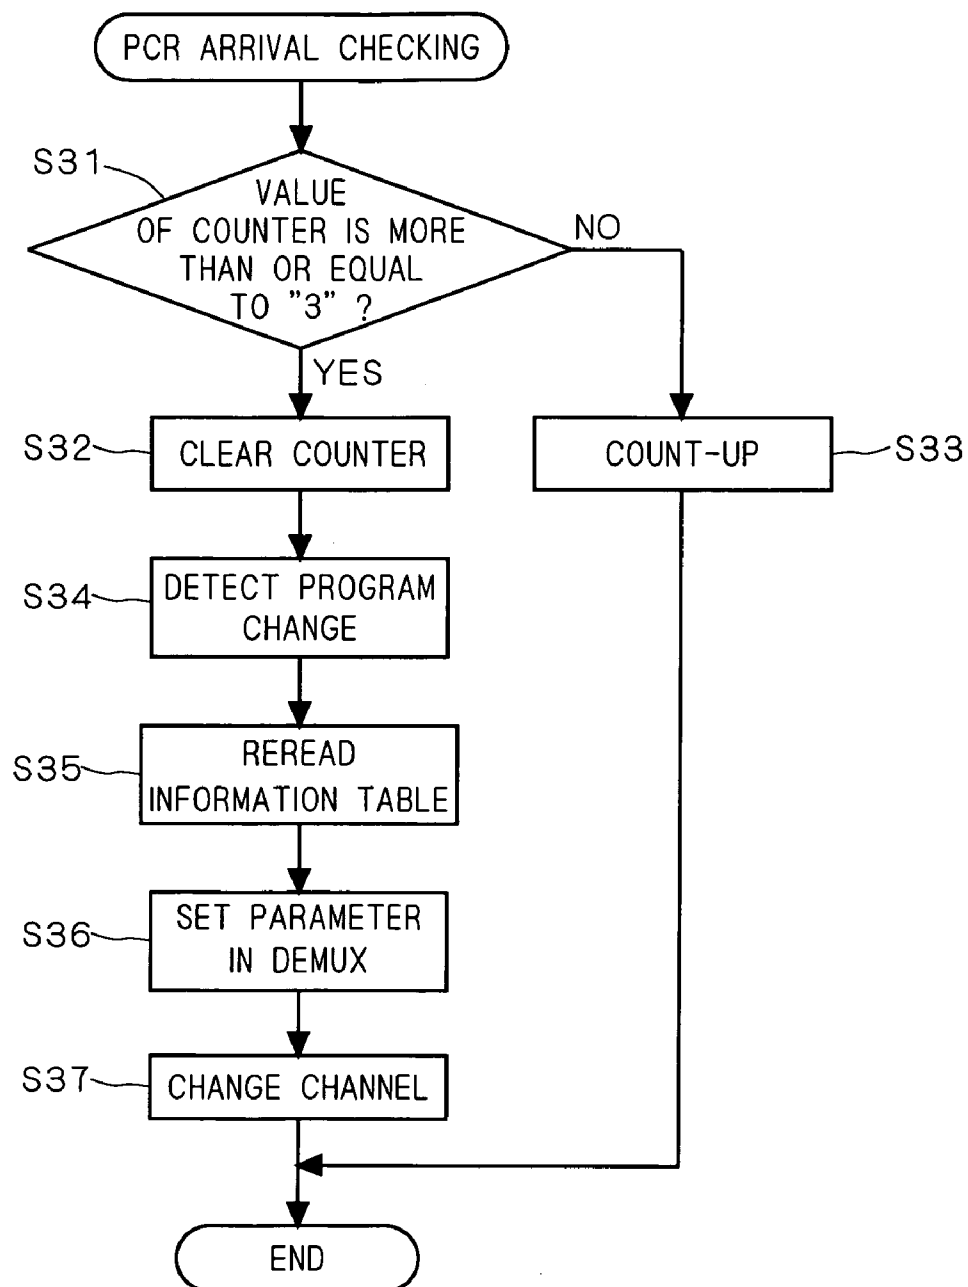 PCR ARRIVAL CHECKING
S31
VALUE
OF COUNTER IS MORE
THAN OR EQUAL
TO "3" ?
NO
YES
S32
CLEAR COUNTER
COUNT-UP
S33
S34
DETECT PROGRAM
CHANGE
S35
REREAD
INFORMATION TABLE
S36
SET PARAMETER
IN DEMUX
S37
CHANGE CHANNEL
END